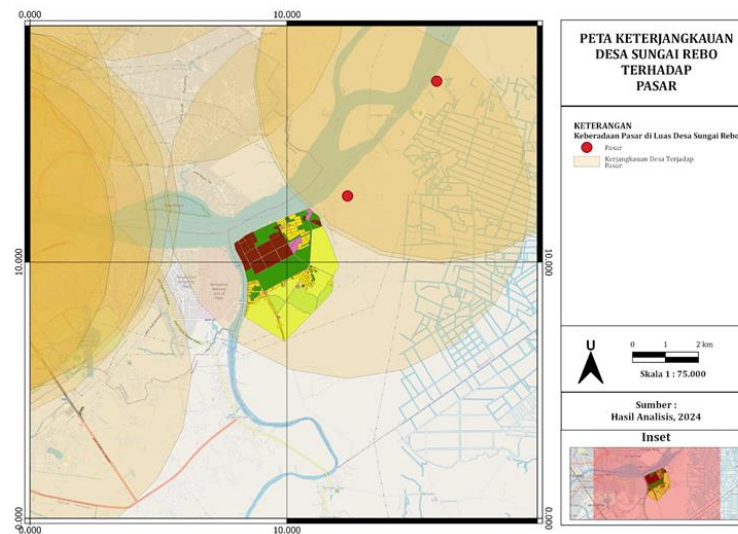 0.000
10.000
10.000
0.000
0.000
10.000
10.000
0.000
PETA KETERJANGKAUAN
DESA SUNGAI REBO
TERHADAP
PASAR
KETERANGAN
Keberadaan Pasar di Luas Desa Sungai Rebo
Pasar
Kerjangkauan Desa Terjadap
Pasar
U
0 1 2 km
Skala 1 : 75.000
Sumber :
Hasil Analisis, 2024
Inset